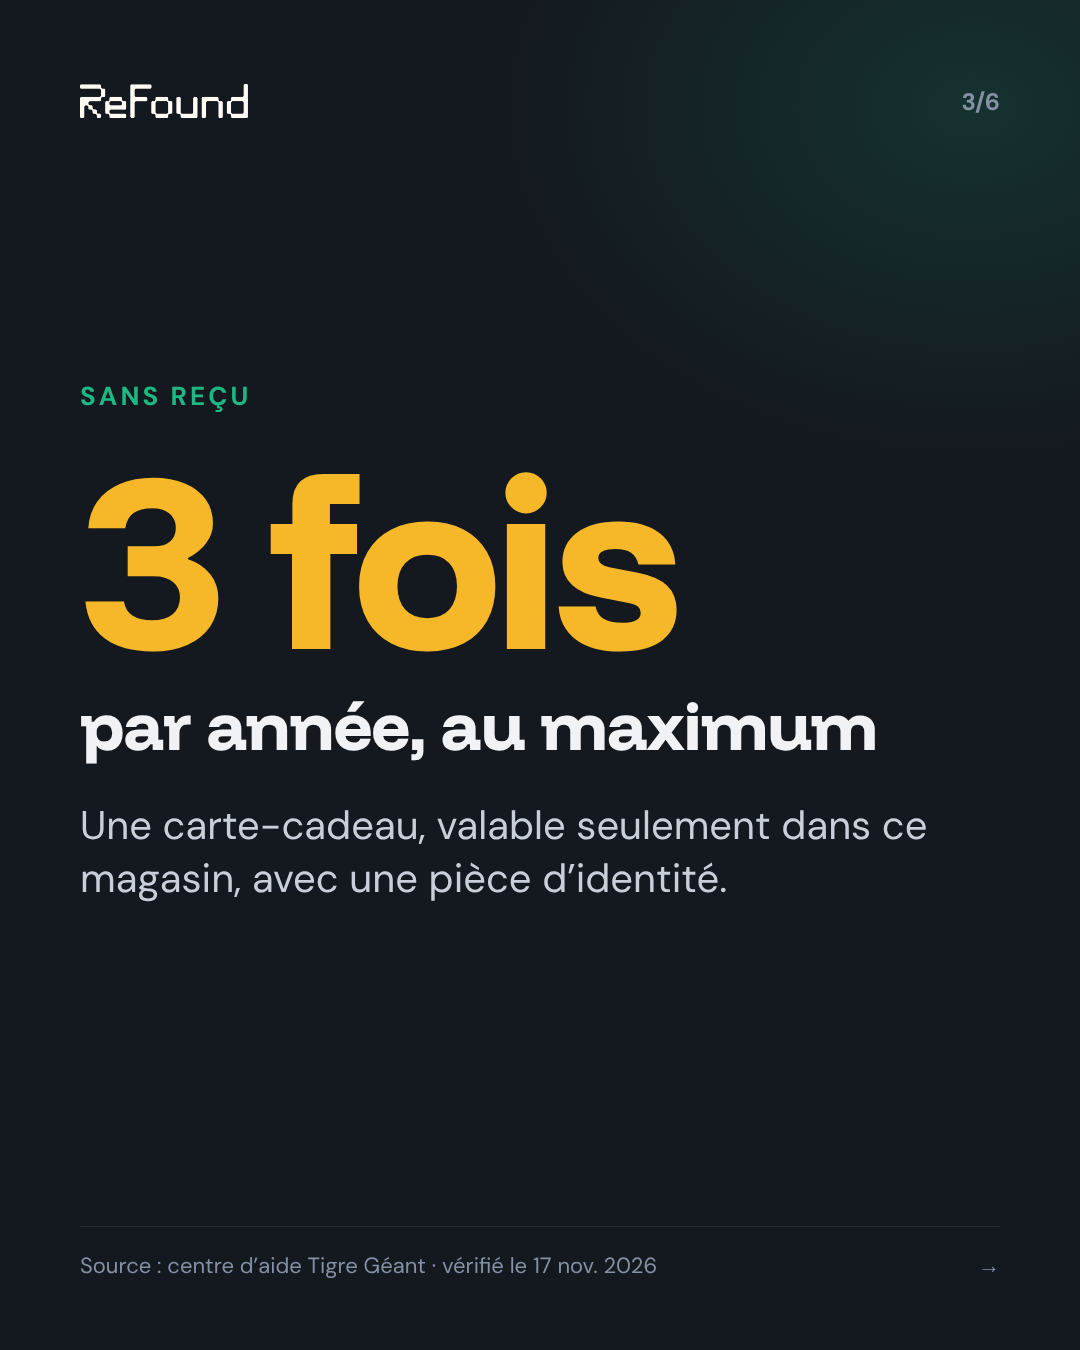 ReFound
3/6
SANS REÇU
3 fois
par année, au maximum
Une carte-cadeau, valable seulement dans ce
magasin, avec une pièce d’identité.
Source : centre d’aide Tigre Géant · vérifié le 17 nov. 2026 →